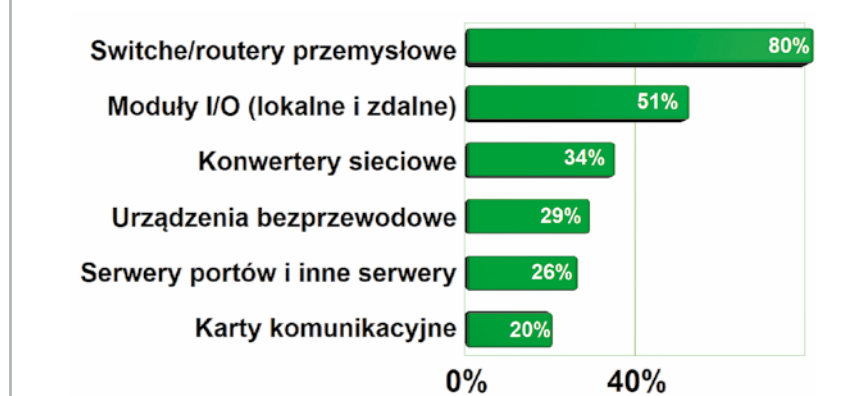 Switche/routery przemysłowe 80%
Moduły I/O (lokalne i zdalne) 51%
Konwertery sieciowe 34%
Urządzenia bezprzewodowe 29%
Serwery portów i inne serwery 26%
Karty komunikacyjne 20%
0% 40%